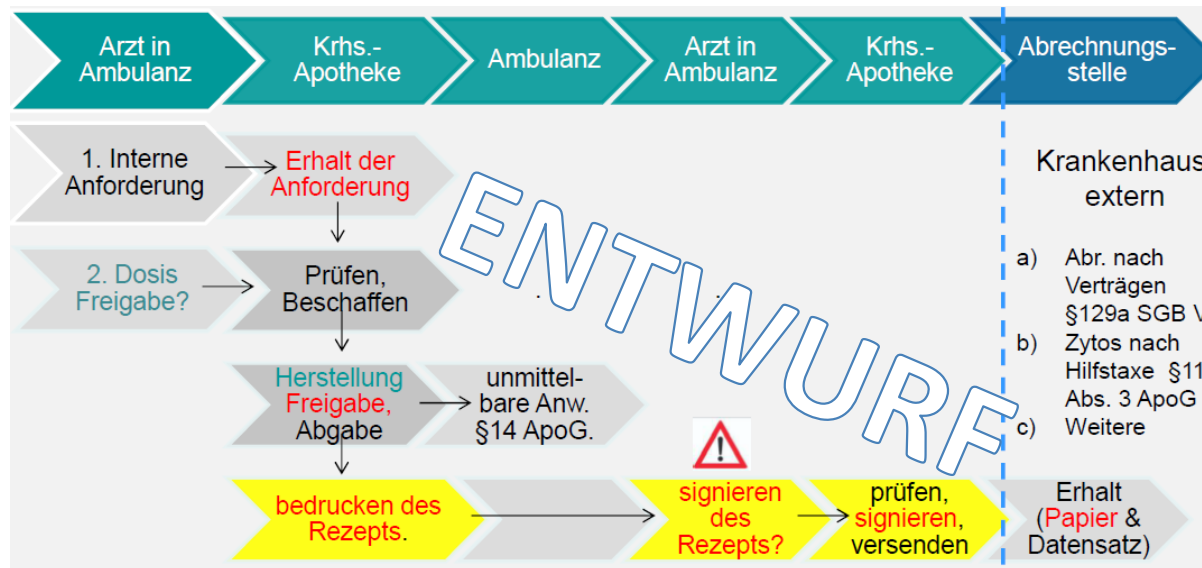 Arzt in
Ambulanz
Krhs.-
Apotheke
Ambulanz
Arzt in
Ambulanz
Krhs.-
Apotheke
Abrechnungs-
stelle
1. Interne
Anforderung
Erhalt der
Anforderung
Krankenhaus
extern
2. Dosis
Freigabe?
Prüfen,
Beschaffen
ENTWURF
a) Abr. nach
Verträgen
§129a SGB V
b) Zytos nach
Hilfstaxe §11
Abs. 3 ApoG
c) Weitere
Herstellung
Freigabe,
Abgabe
unmittel-
bare Anw.
§14 ApoG.
bedrucken des
Rezepts.
signieren
des
Rezepts?
prüfen,
signieren,
versenden
Erhalt
(Papier &
Datensatz)